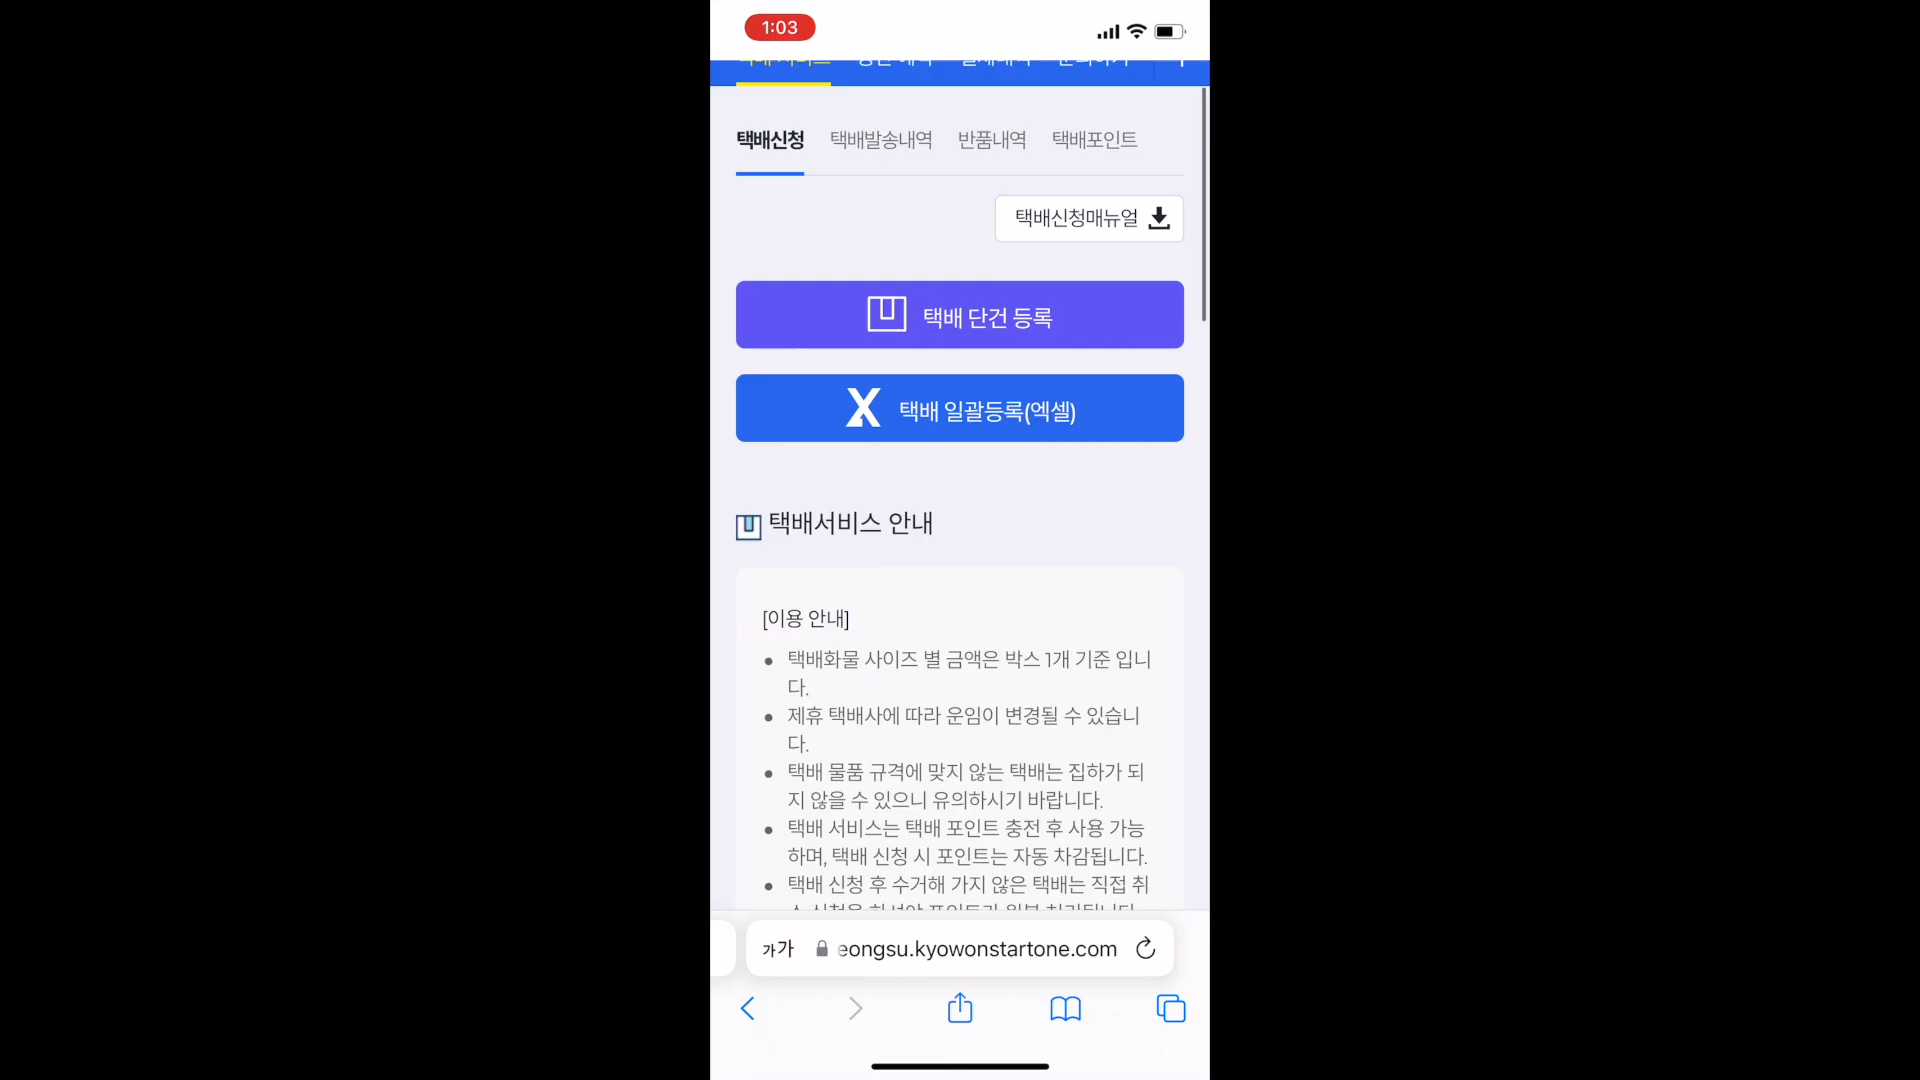 1:03
택배신청 택배발송내역 반품내역 택배포인트
택배신청매뉴얼
택배 단건 등록
택배 일괄등록(엑셀)
택배서비스 안내
[이용 안내]
• 택배화물 사이즈 별 금액은 박스 1개 기준 입니
다.
• 제휴 택배사에 따라 운임이 변경될 수 있습니
다.
• 택배 물품 규격에 맞지 않는 택배는 집하가 되
지 않을 수 있으니 유의하시기 바랍니다.
• 택배 서비스는 택배 포인트 충전 후 사용 가능
하며, 택배 신청 시 포인트는 자동 차감됩니다.
• 택배 신청 후 수거해 가지 않은 택배는 직접 취
가가 eongsu.kyowonstartone.com